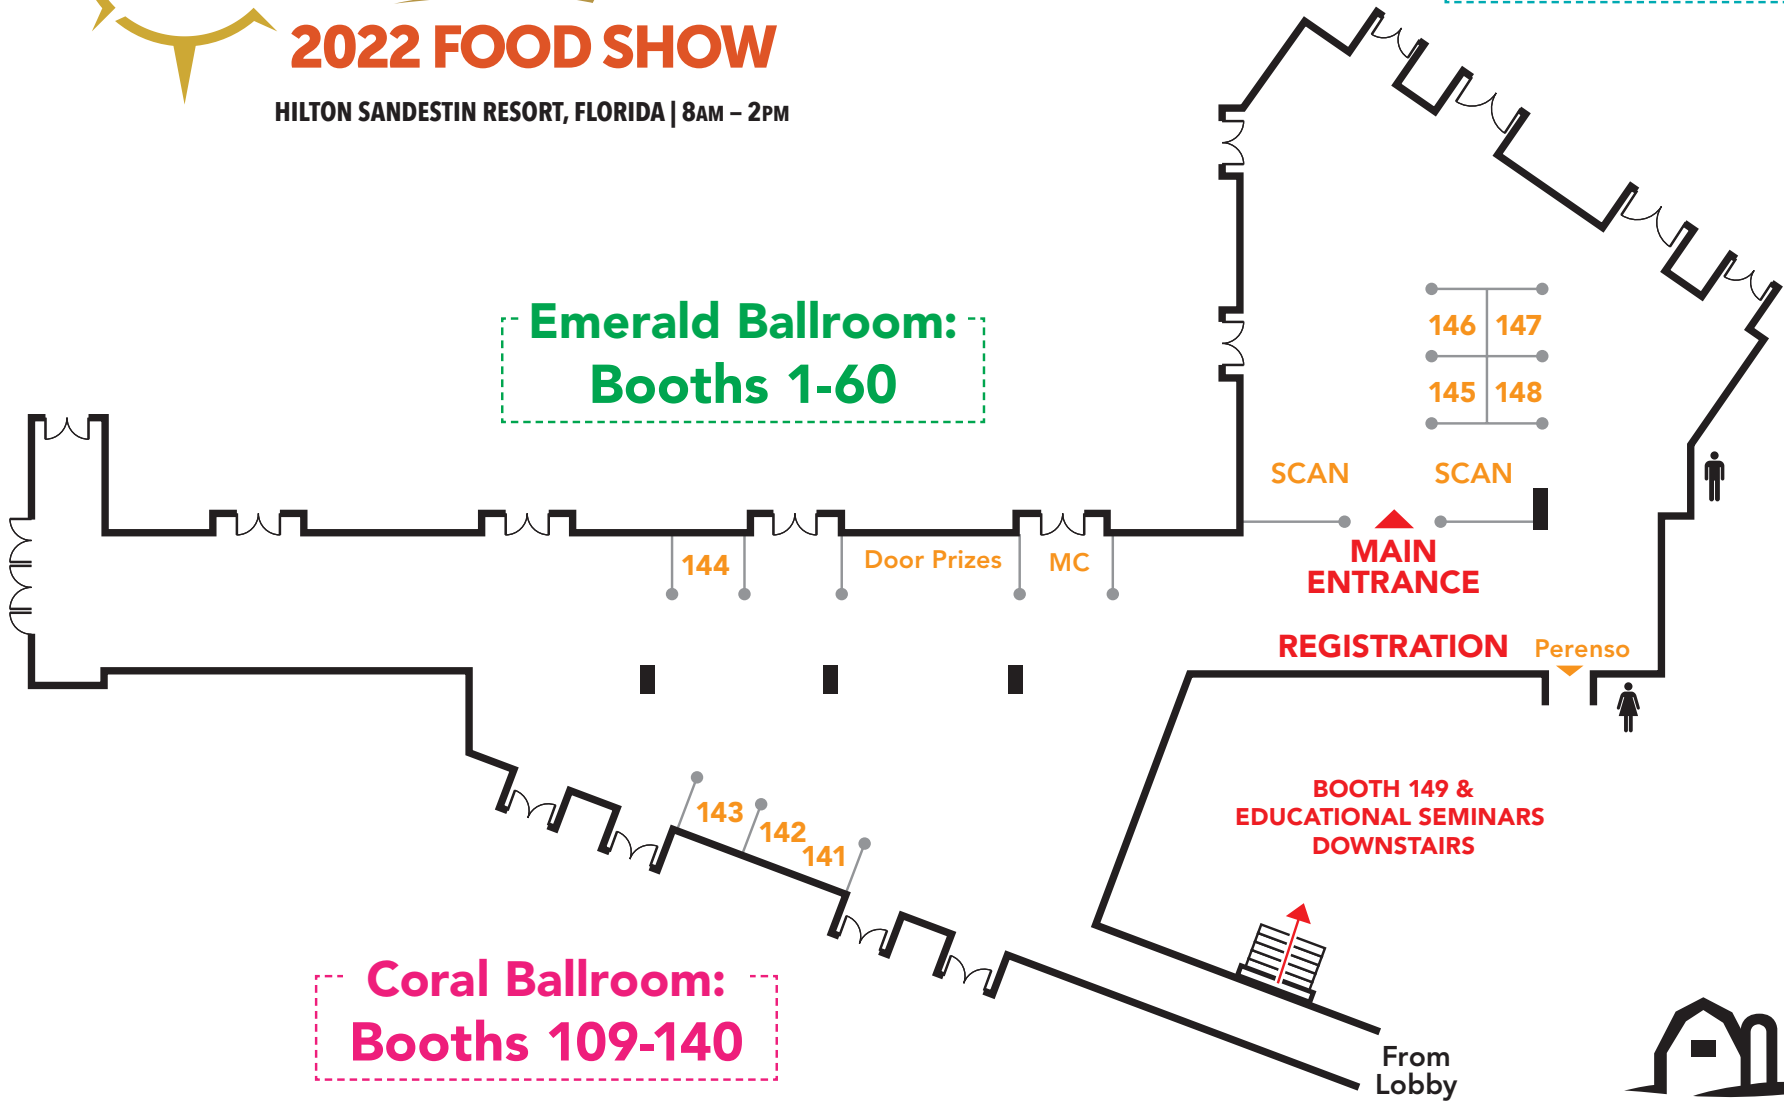 2022 FOOD SHOW
HILTON SANDESTIN RESORT, FLORIDA | 8AM – 2PM
Emerald Ballroom:
Booths 1-60
146 147
145 148
SCAN SCAN
MAIN
ENTRANCE
144
Door Prizes
MC
REGISTRATION
Perenso
143
142
141
BOOTH 149 &
EDUCATIONAL SEMINARS
DOWNSTAIRS
Coral Ballroom:
Booths 109-140
From
Lobby